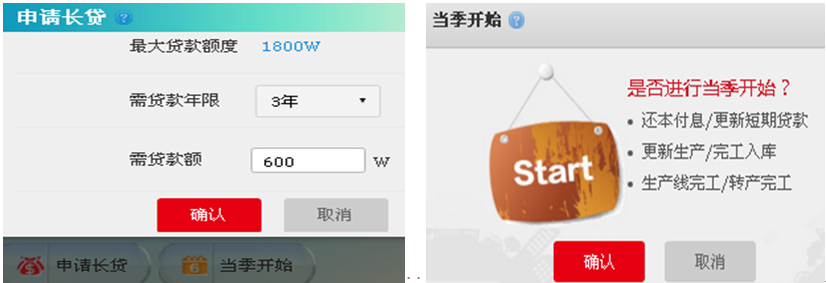 申请长贷 ?
最大贷款额度 1800W
需贷款年限 3年
需贷款额 600 W
确认 取消
申请长贷 6 当季开始
当季开始 ?
是否进行当季开始？
• 还本付息/更新短期贷款
• 更新生产/完工入库
• 生产线完工/转产完工
Start
确认 取消